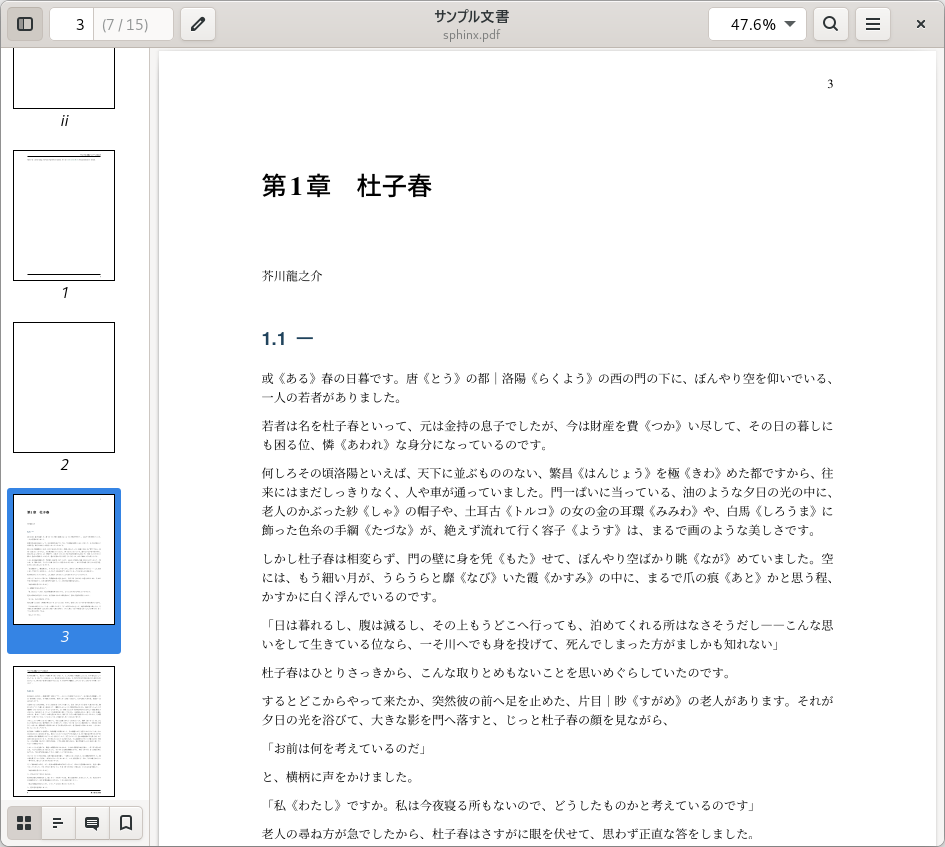 3
(7 / 15)
サンプル文書
sphinx.pdf
47.6%
ii
1
2
3
3
第1章　杜子春
芥川龍之介
1.1 一
或《ある》春の日暮です。唐《とう》の都｜洛陽《らくよう》の西の門の下に、ぼんやり空を仰いでいる、
一人の若者がありました。
若者は名を杜子春といって、元は金持の息子でしたが、今は財産を費《つか》い尽して、その日の暮しに
も困る位、憐《あわれ》な身分になっているのです。
何しろその頃洛陽といえば、天下に並ぶもののない、繁昌《はんじょう》を極《きわ》めた都ですから、往
来にはまだしっきりなく、人や車が通っていました。門一ぱいに当っている、油のような夕日の光の中に、
老人のかぶった紗《しゃ》の帽子や、土耳古《トルコ》の女の金の耳環《みみわ》や、白馬《しろうま》に
飾った色糸の手綱《たづな》が、絶えず流れて行く容子《ようす》は、まるで画のような美しさです。
しかし杜子春は相変らず、門の壁に身を凭《もた》せて、ぼんやり空ばかり眺《なが》めていました。空
には、もう細い月が、うらうらと靡《なび》いた霞《かすみ》の中に、まるで爪の痕《あと》かと思う程、
かすかに白く浮んでいるのです。
「日は暮れるし、腹は減るし、その上もうどこへ行っても、泊めてくれる所はなさそうだし――こんな思
いをして生きている位なら、一そ川へでも身を投げて、死んでしまった方がましかも知れない」
杜子春はひとりさっきから、こんな取りとめもないことを思いめぐらしていたのです。
するとどこからやって来たか、突然彼の前へ足を止めた、片目｜眇《すがめ》の老人があります。それが
夕日の光を浴びて、大きな影を門へ落すと、じっと杜子春の顔を見ながら、
「お前は何を考えているのだ」
と、横柄に声をかけました。
「私《わたし》ですか。私は今夜寝る所もないので、どうしたものかと考えているのです」
老人の尋ね方が急でしたから、杜子春はさすがに眼を伏せて、思わず正直な答をしました。